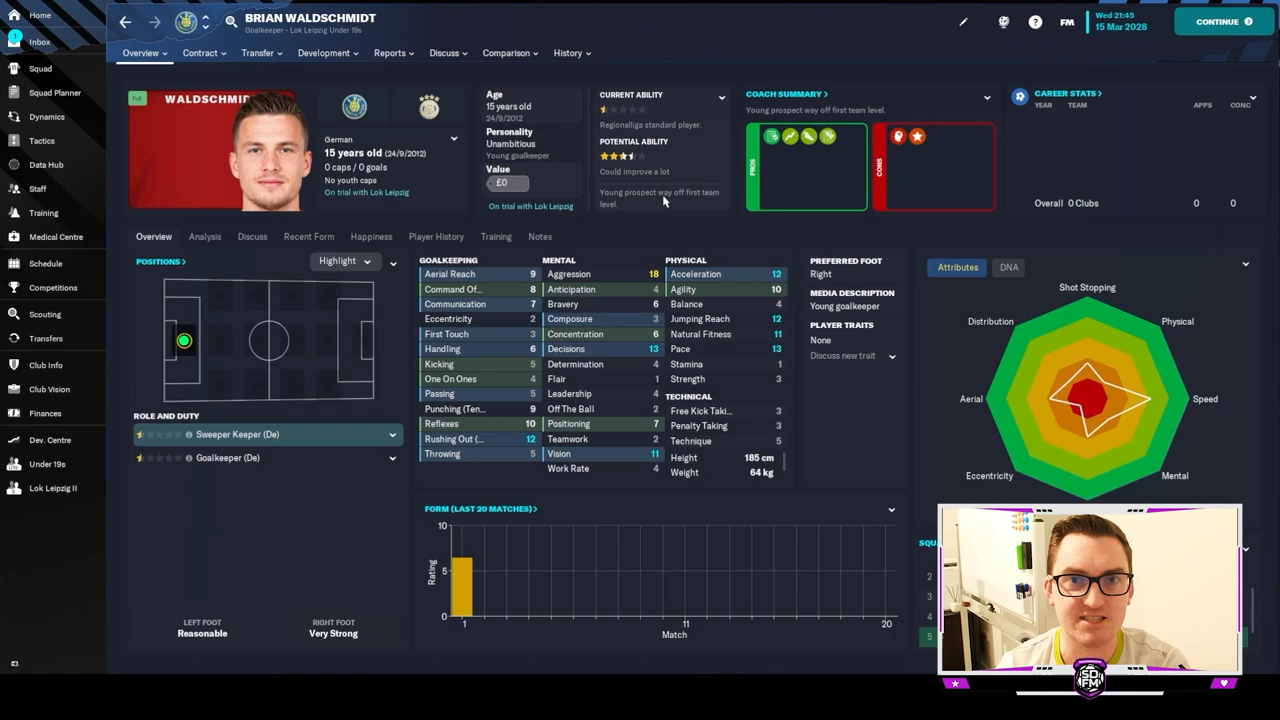 Home
Inbox
1
Squad
Squad Planner
Dynamics
Tactics
Data Hub
Staff
Training
Medical Centre
Schedule
Competitions
Scouting
Transfers
Club Info
Club Vision
Finances
Dev. Centre
Under 19s
Lok Leipzig II
BRIAN WALDSCHMIDT
Goalkeeper - Lok Leipzig Under 19s
FM
Wed 21:45
15 Mar 2028
CONTINUE
Overview Contract Transfer Development Reports Discuss Comparison History
FrA
WALDSCHMIDT
German
15 years old (24/9/2012)
0 caps / 0 goals
No youth caps
On trial with Lok Leipzig
Age
15 years old
24/9/2012
Personality
Unambitious
Young goalkeeper
Value
£0
On trial with Lok Leipzig
CURRENT ABILITY
Regionalliga standard player.
POTENTIAL ABILITY
Could improve a lot
Young prospect way off first team
level.
COACH SUMMARY >
Young prospect way off first team level.
PROS
CONS
CAREER STATS >
YEAR TEAM APPS CONC
Overall 0 Clubs 0 0
Overview Analysis Discuss Recent Form Happiness Player History Training Notes
POSITIONS >
Highlight
ROLE AND DUTY
Sweeper Keeper (De)
Goalkeeper (De)
LEFT FOOT
Reasonable
RIGHT FOOT
Very Strong
GOALKEEPING
Aerial Reach 9
Command Of... 8
Communication 7
Eccentricity 2
First Touch 3
Handling 6
Kicking 5
One On Ones 4
Passing 5
Punching (Ten... 9
Reflexes 10
Rushing Out (... 12
Throwing 5
MENTAL
Aggression 18
Anticipation 4
Bravery 6
Composure 3
Concentration 6
Decisions 13
Determination 4
Flair 1
Leadership 4
Off The Ball 2
Positioning 7
Teamwork 2
Vision 11
Work Rate 4
PHYSICAL
Acceleration 12
Agility 10
Balance 4
Jumping Reach 12
Natural Fitness 11
Pace 13
Stamina 1
Strength 3
TECHNICAL
Free Kick Taki... 3
Penalty Taking 3
Technique 5
Height 185 cm
Weight 64 kg
PREFERRED FOOT
Right
MEDIA DESCRIPTION
Young goalkeeper
PLAYER TRAITS
None
Discuss new trait
Attributes DNA
Shot Stopping
Physical
Speed
Mental
Eccentricity
Aerial
Distribution
FORM (LAST 20 MATCHES) >
Rating
10
5
0
1 11 20
Match
SQU
2
3
4
5
SD
FM